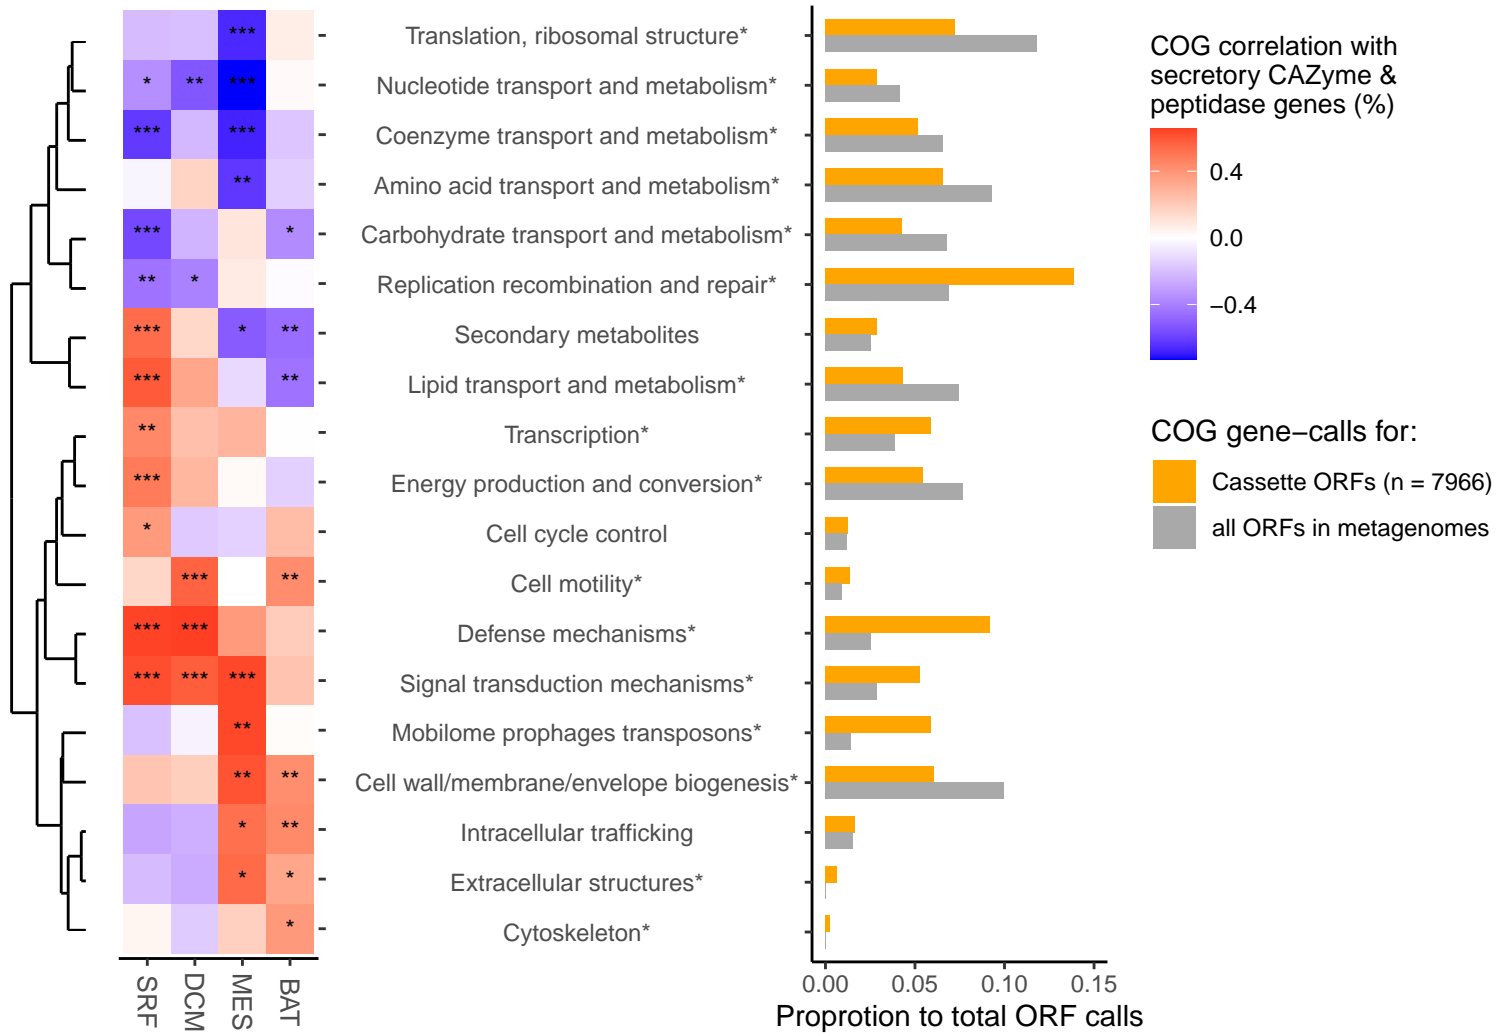 *** Translation, ribosomal structure*
* ** *** Nucleotide transport and metabolism*
*** *** Coenzyme transport and metabolism*
** Amino acid transport and metabolism*
*** * Carbohydrate transport and metabolism*
** * Replication recombination and repair*
*** * ** Secondary metabolites
*** ** Lipid transport and metabolism*
** Transcription*
*** Energy production and conversion*
* Cell cycle control
*** ** Cell motility*
*** *** Defense mechanisms*
*** *** *** Signal transduction mechanisms*
** Mobilome prophages transposons*
** ** Cell wall/membrane/envelope biogenesis*
* ** Intracellular trafficking
* * Extracellular structures*
* Cytoskeleton*
SRF DCM MES BAT
0.00 0.05 0.10 0.15
Proprotion to total ORF calls
COG correlation with
secretory CAZyme &
peptidase genes (%)
0.4
0.0
−0.4
COG gene−calls for:
Cassette ORFs (n = 7966)
all ORFs in metagenomes